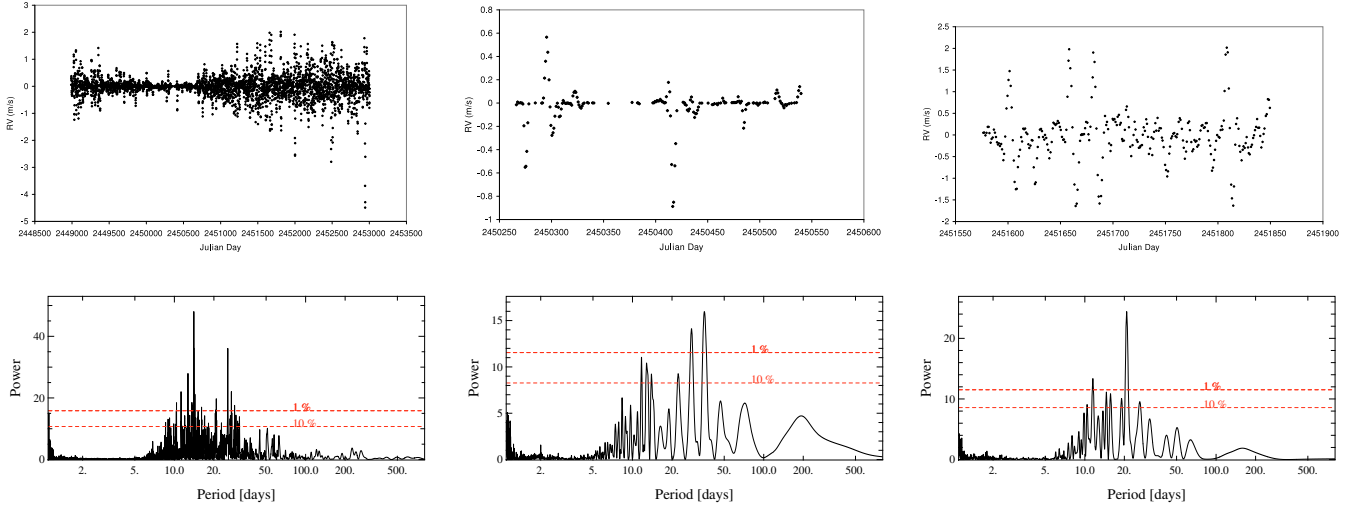 3
2
1
0
-1
-2
-3
-4
-5
RV (m/s)
2448500 2449000 2449500 2450000 2450500 2451000 2451500 2452000 2452500 2453000 2453500
Julian Day
0.8
0.6
0.4
0.2
0
-0.2
-0.4
-0.6
-0.8
-1
RV (m/s)
2450250 2450300 2450350 2450400 2450450 2450500 2450550 2450600
Julian Day
2.5
2
1.5
1
0.5
0
-0.5
-1
-1.5
-2
RV (m/s)
2451550 2451600 2451650 2451700 2451750 2451800 2451850 2451900
Julian Day
40
20
0
Power
1 %
10 %
2. 5. 10.0 20. 50. 100.0 500.
Period [days]
15
10
5
0
Power
1 %
10 %
2. 5. 10.0 20. 50. 100.0 500.
Period [days]
20
10
0
Power
1 %
10 %
2. 5. 10.0 20. 50. 100.0 500.
Period [days]